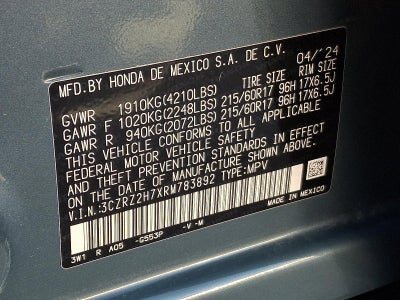 MFD.BY HONDA DE MEXICO S.A. DE C.V. 04/'24
TIRE SIZE RIM SIZE
GVWR 1910KG(4210LBS)
GAWR F 1020KG(2248LBS) 215/60R17 96H 17X6.5J
GAWR R 940KG(2072LBS) 215/60R17 96H 17X6.5J
THIS VEHICLE CONFORMS TO ALL APPLICABLE
FEDERAL MOTOR VEHICLE SAFETY, BUMPER,
AND THEFT PREVENTION STANDARDS IN EFFECT
ON THE DATE OF MANUFACTURE SHOWN ABOVE.
V.I.N.:3CZRZ2H7XRM783892 TYPE:MPV
MADE IN MEXICO
3W1 R A05 -GS53P -V -M